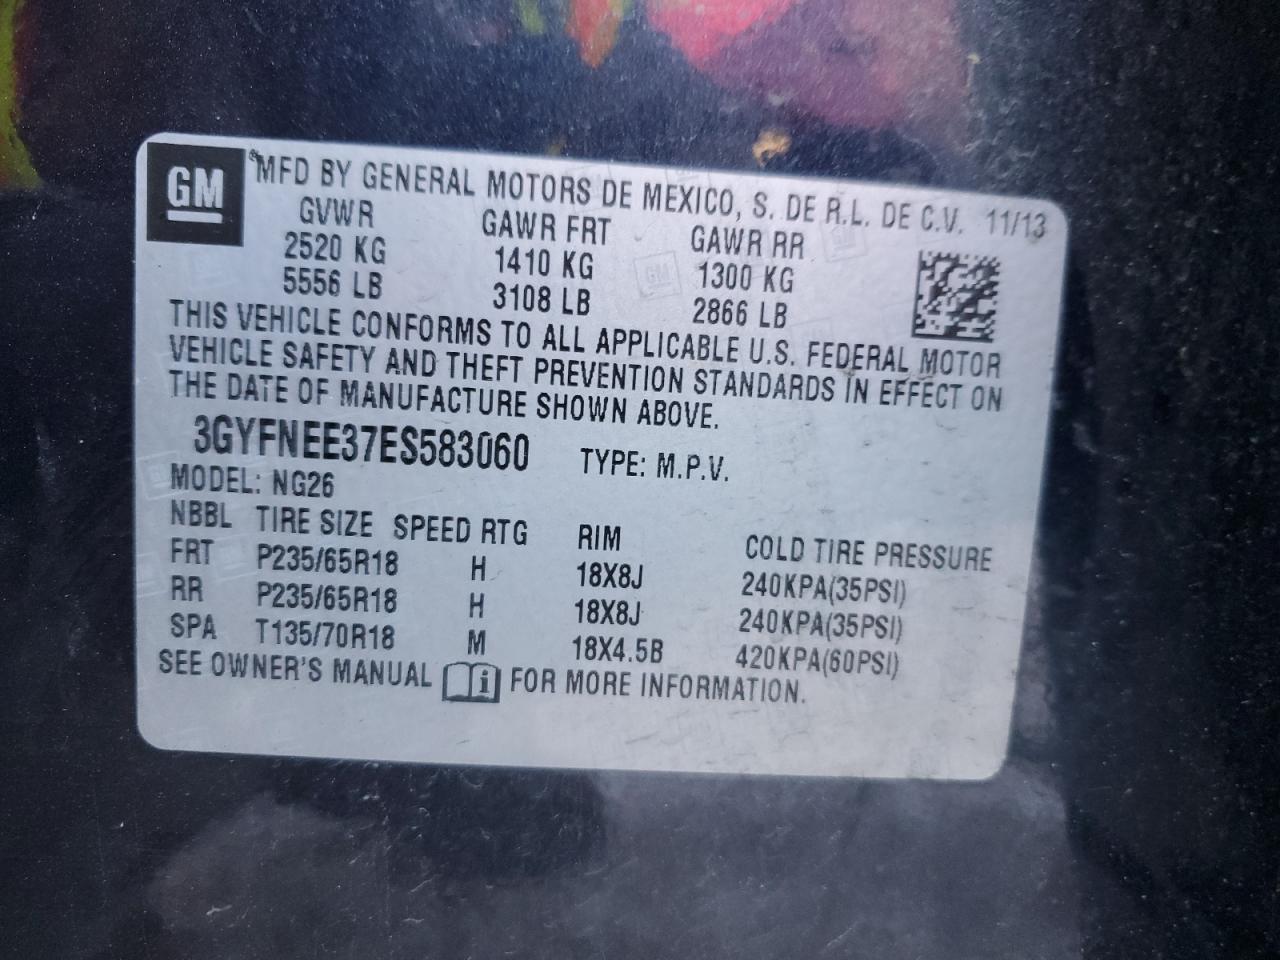 GM MFD BY GENERAL MOTORS DE MEXICO, S. DE R.L. DE C.V. 11/13
GVWR GAWR FRT GAWR RR
2520 KG 1410 KG 1300 KG
5556 LB 3108 LB 2866 LB
THIS VEHICLE CONFORMS TO ALL APPLICABLE U.S. FEDERAL MOTOR
VEHICLE SAFETY AND THEFT PREVENTION STANDARDS IN EFFECT ON
THE DATE OF MANUFACTURE SHOWN ABOVE.
3GYFNEE37ES583060 TYPE: M.P.V.
MODEL: NG26
NBBL TIRE SIZE SPEED RTG RIM COLD TIRE PRESSURE
FRT P235/65R18 H 18X8J 240KPA(35PSI)
RR P235/65R18 H 18X8J 240KPA(35PSI)
SPA T135/70R18 M 18X4.5B 420KPA(60PSI)
SEE OWNER'S MANUAL i FOR MORE INFORMATION.